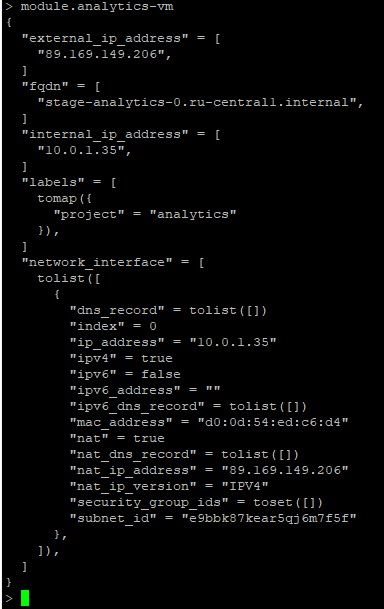 > module.analytics-vm
{
  "external_ip_address" = [
    "89.169.149.206",
  ]
  "fqdn" = [
    "stage-analytics-0.ru-central1.internal",
  ]
  "internal_ip_address" = [
    "10.0.1.35",
  ]
  "labels" = [
    tomap({
      "project" = "analytics"
    }),
  ]
  "network_interface" = [
    tolist([
      {
        "dns_record" = tolist([])
        "index" = 0
        "ip_address" = "10.0.1.35"
        "ipv4" = true
        "ipv6" = false
        "ipv6_address" = ""
        "ipv6_dns_record" = tolist([])
        "mac_address" = "d0:0d:54:ed:c6:d4"
        "nat" = true
        "nat_dns_record" = tolist([])
        "nat_ip_address" = "89.169.149.206"
        "nat_ip_version" = "IPV4"
        "security_group_ids" = toset([])
        "subnet_id" = "e9bbk87kear5qj6m7f5f"
      },
    ]),
  ]
}
>